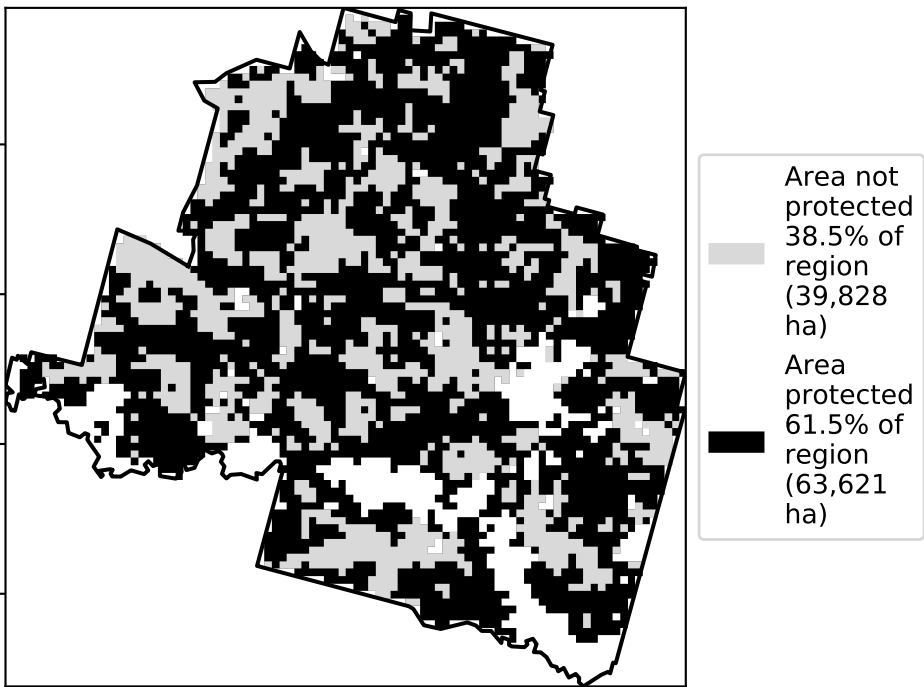 Area not
protected
38.5% of
region
(39,828
ha)
Area
protected
61.5% of
region
(63,621
ha)